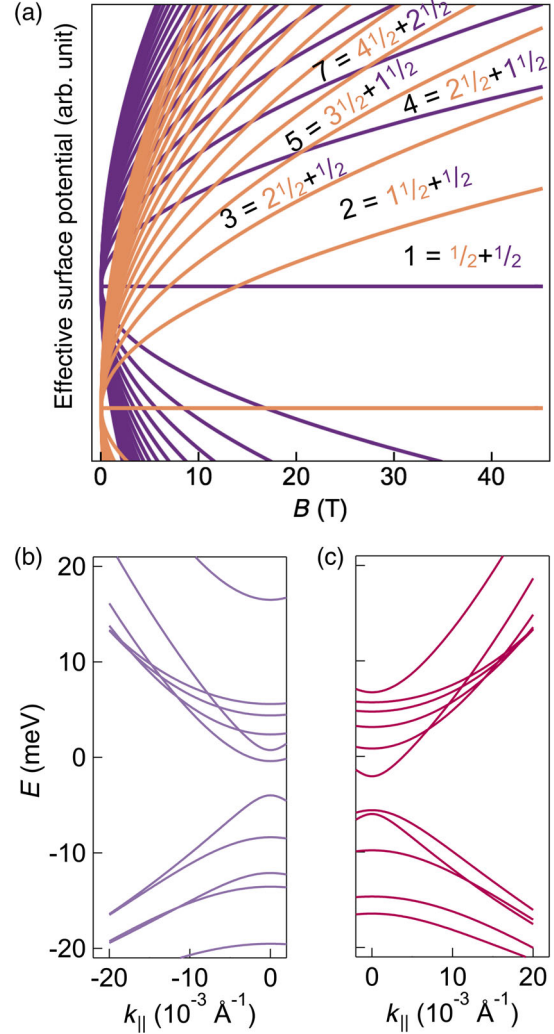 (a)
Effective surface potential (arb. unit)
7 = 4½+2½
5 = 3½+1½
4 = 2½+1½
3 = 2½+½
2 = 1½+½
1 = ½+½
0 10 20 30 40
B (T)
(b)
(c)
E (meV)
20
10
0
-10
-20
-20 -10 0
0 10 20
k|| (10⁻³ Å⁻¹)
k|| (10⁻³ Å⁻¹)